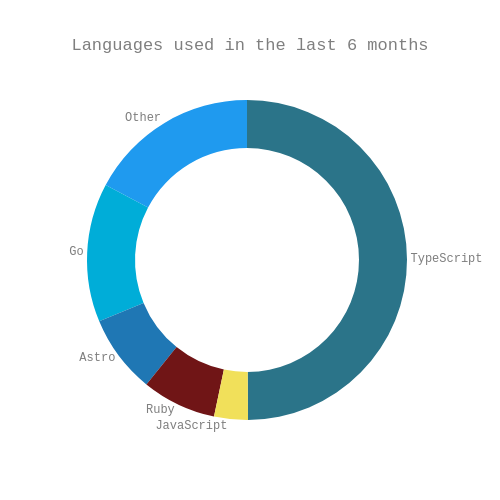 Languages used in the last 6 months
Other
TypeScript
Go
Astro
Ruby
JavaScript